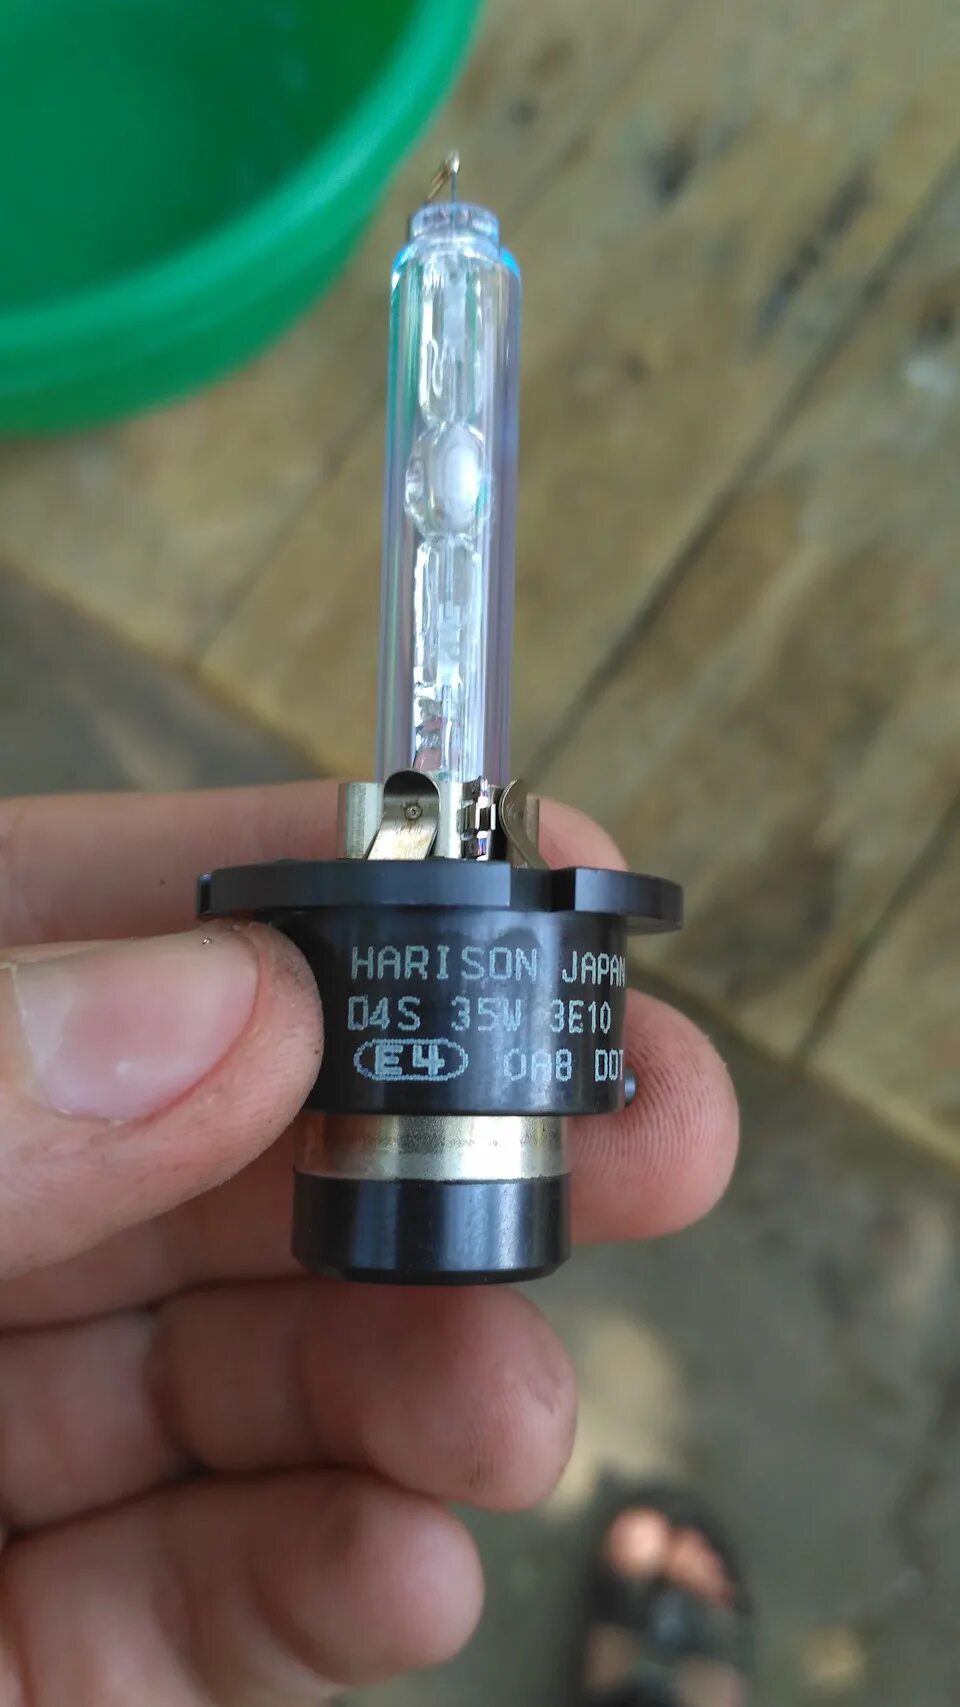 HARISON JAPAN
D4S 35W 3E10
E4 0A8 DOT